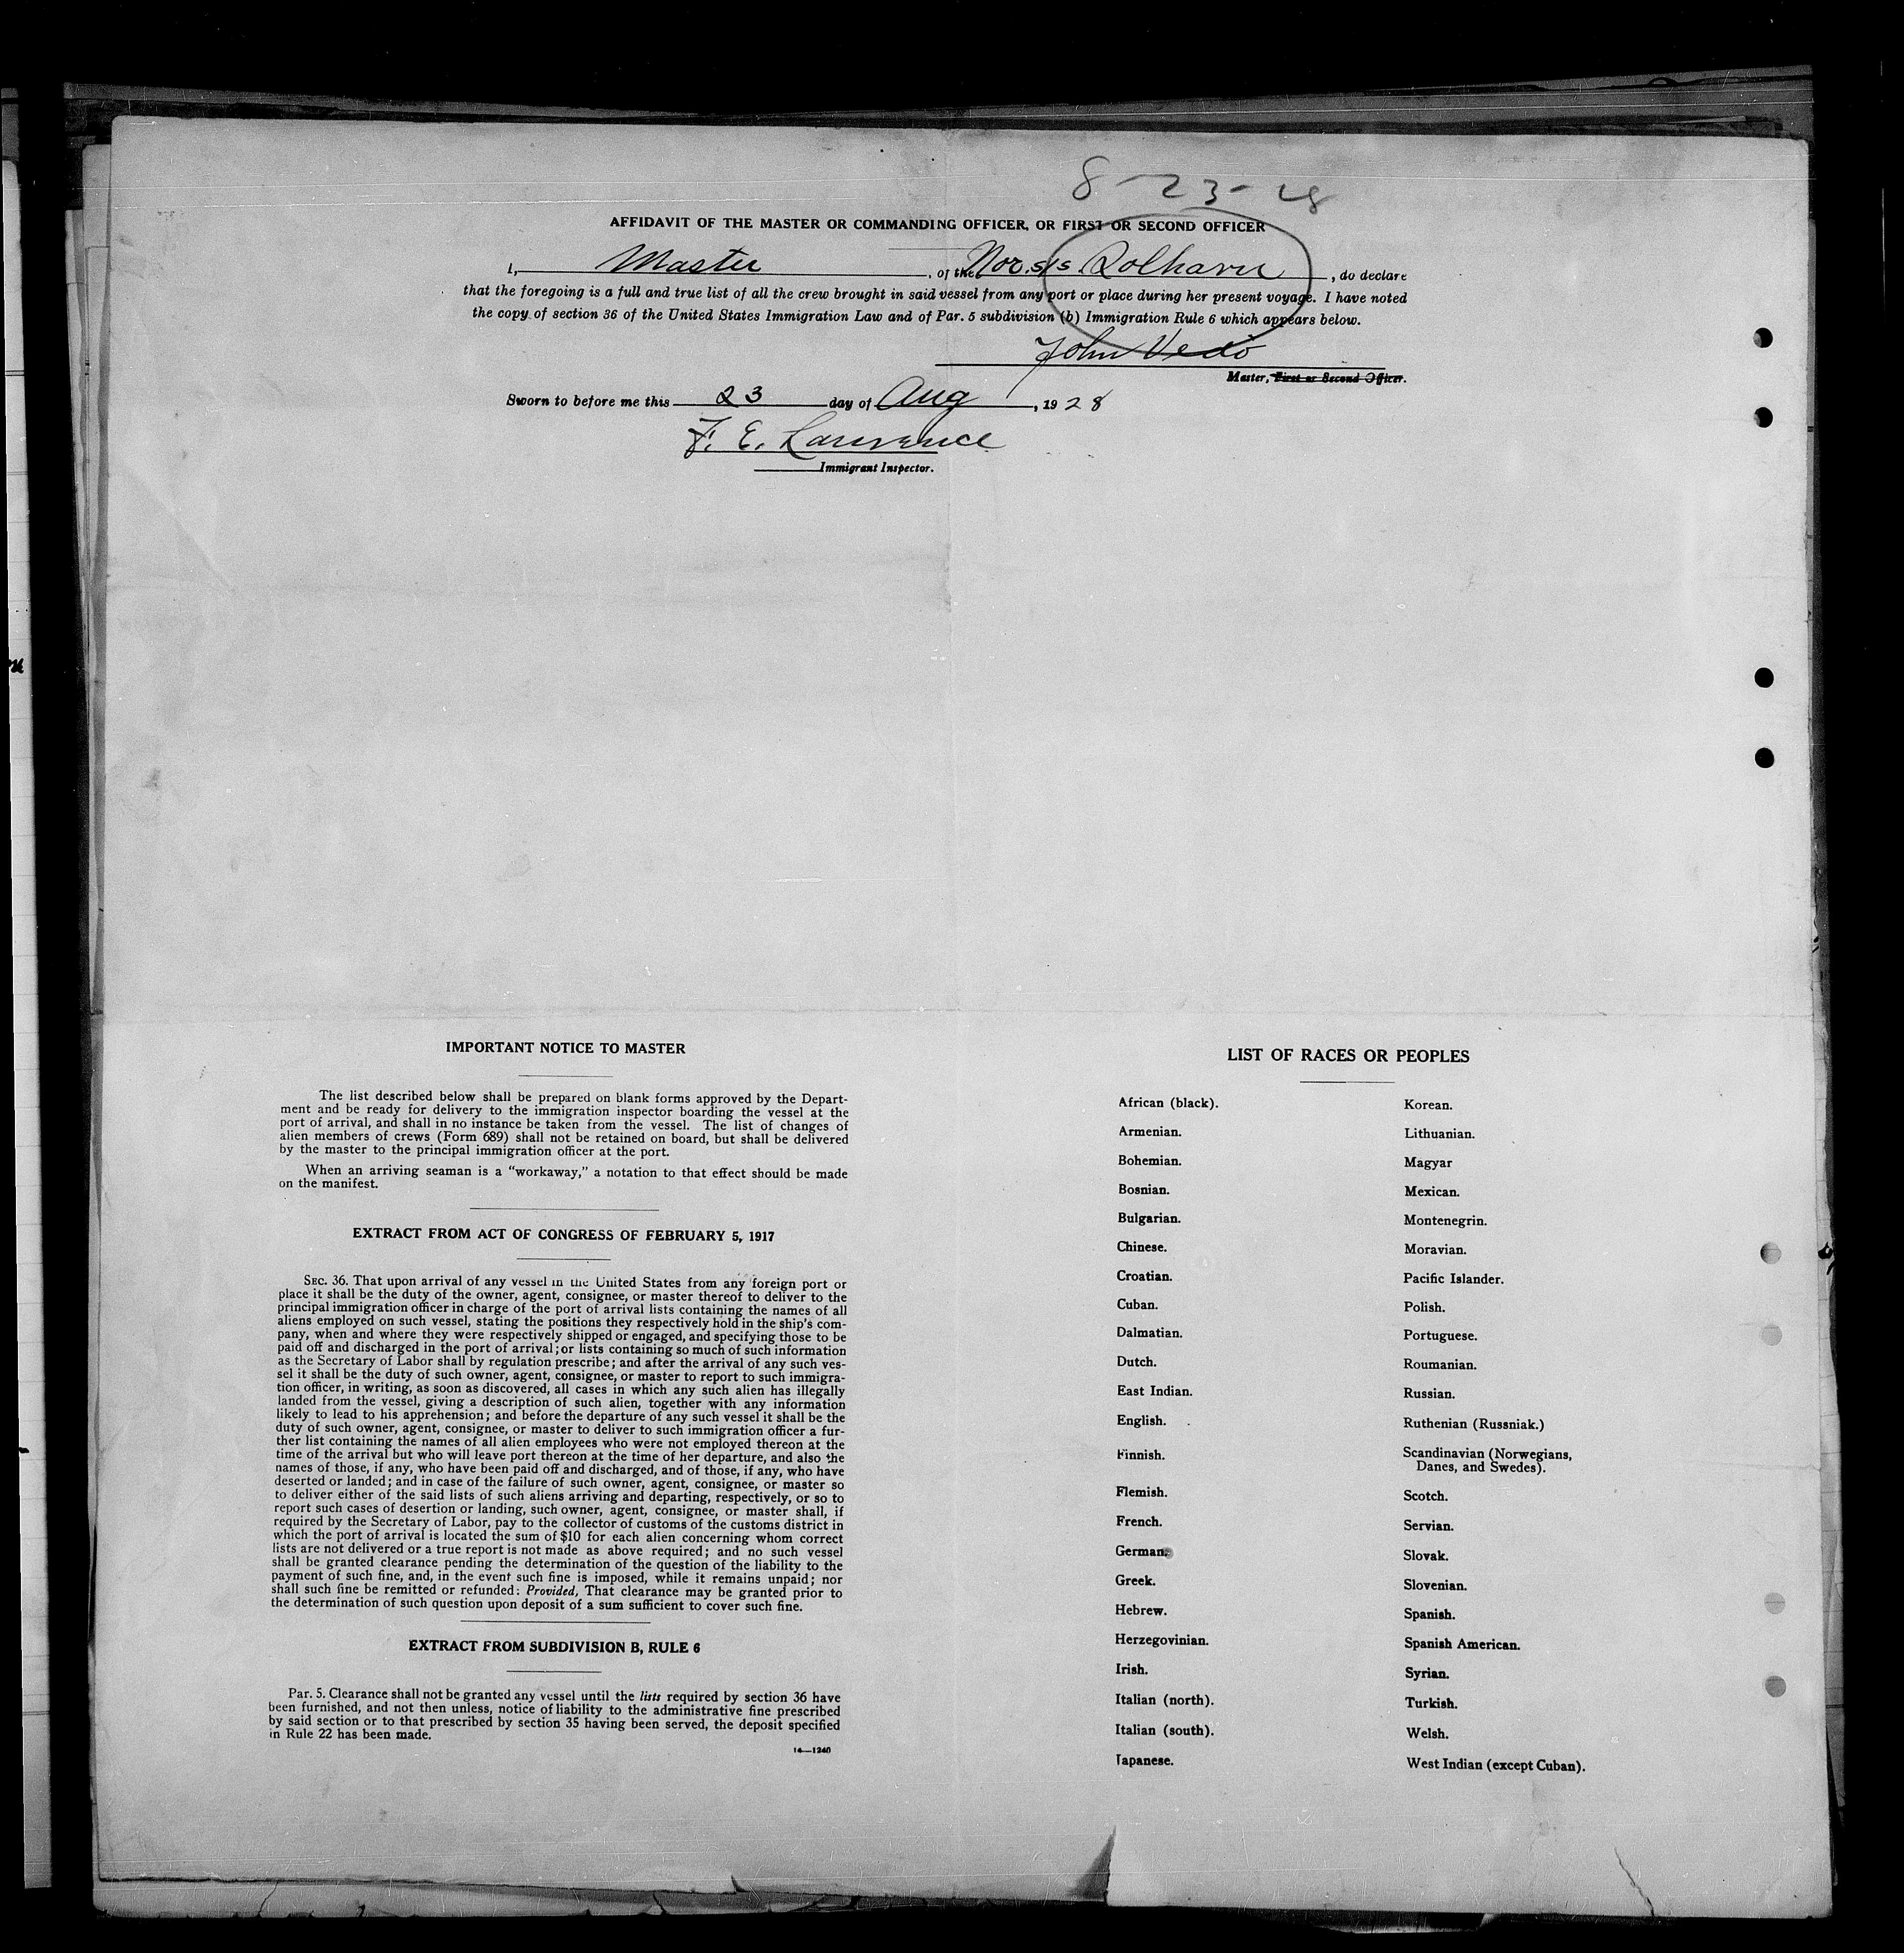 8-23-28
AFFIDAVIT OF THE MASTER OR COMMANDING OFFICER, OR FIRST OR SECOND OFFICER
I, Master, of the Nor. s/s. Solhavn, do declare
that the foregoing is a full and true list of all the crew brought in said vessel from any port or place during her present voyage. I have noted
the copy of section 36 of the United States Immigration Law and of Par. 5 subdivision (b) Immigration Rule 6 which appears below.
John Vedö
Master, First or Second Officer.
Sworn to before me this 23 day of Aug, 1928
F. E. Lawrence
Immigrant Inspector.
IMPORTANT NOTICE TO MASTER
The list described below shall be prepared on blank forms approved by the Depart-
ment and be ready for delivery to the immigration inspector boarding the vessel at the
port of arrival, and shall in no instance be taken from the vessel. The list of changes of
alien members of crews (Form 689) shall not be retained on board, but shall be delivered
by the master to the principal immigration officer at the port.
When an arriving seaman is a "workaway," a notation to that effect should be made
on the manifest.
EXTRACT FROM ACT OF CONGRESS OF FEBRUARY 5, 1917
SEC. 36. That upon arrival of any vessel in the United States from any foreign port or
place it shall be the duty of the owner, agent, consignee, or master thereof to deliver to the
principal immigration officer in charge of the port of arrival lists containing the names of all
aliens employed on such vessel, stating the positions they respectively hold in the ship's com-
pany, when and where they were respectively shipped or engaged, and specifying those to be
paid off and discharged in the port of arrival; or lists containing so much of such information
as the Secretary of Labor shall by regulation prescribe; and after the arrival of any such ves-
sel it shall be the duty of such owner, agent, consignee, or master to report to such immigra-
tion officer, in writing, as soon as discovered, all cases in which any such alien has illegally
landed from the vessel, giving a description of such alien, together with any information
likely to lead to his apprehension; and before the departure of any such vessel it shall be the
duty of such owner, agent, consignee, or master to deliver to such immigration officer a fur-
ther list containing the names of all alien employees who were not employed thereon at the
time of the arrival but who will leave port thereon at the time of her departure, and also the
names of those, if any, who have been paid off and discharged, and of those, if any, who have
deserted or landed; and in case of the failure of such owner, agent, consignee, or master so
to deliver either of the said lists of such aliens arriving and departing, respectively, or so to
report such cases of desertion or landing, such owner, agent, consignee, or master shall, if
required by the Secretary of Labor, pay to the collector of customs of the customs district in
which the port of arrival is located the sum of $10 for each alien concerning whom correct
lists are not delivered or a true report is not made as above required; and no such vessel
shall be granted clearance pending the determination of the question of the liability to the
payment of such fine, and, in the event such fine is imposed, while it remains unpaid; nor
shall such fine be remitted or refunded: Provided, That clearance may be granted prior to
the determination of such question upon deposit of a sum sufficient to cover such fine.
EXTRACT FROM SUBDIVISION B, RULE 6
Par. 5. Clearance shall not be granted any vessel until the lists required by section 36 have
been furnished, and not then unless, notice of liability to the administrative fine prescribed
by said section or to that prescribed by section 35 having been served, the deposit specified
in Rule 22 has been made.
14—1240
LIST OF RACES OR PEOPLES
African (black).
Armenian.
Bohemian.
Bosnian.
Bulgarian.
Chinese.
Croatian.
Cuban.
Dalmatian.
Dutch.
East Indian.
English.
Finnish.
Flemish.
French.
German.
Greek.
Hebrew.
Herzegovinian.
Irish.
Italian (north).
Italian (south).
Japanese.
Korean.
Lithuanian.
Magyar
Mexican.
Montenegrin.
Moravian.
Pacific Islander.
Polish.
Portuguese.
Roumanian.
Russian.
Ruthenian (Russniak.)
Scandinavian (Norwegians,
Danes, and Swedes).
Scotch.
Servian.
Slovak.
Slovenian.
Spanish.
Spanish American.
Syrian.
Turkish.
Welsh.
West Indian (except Cuban).